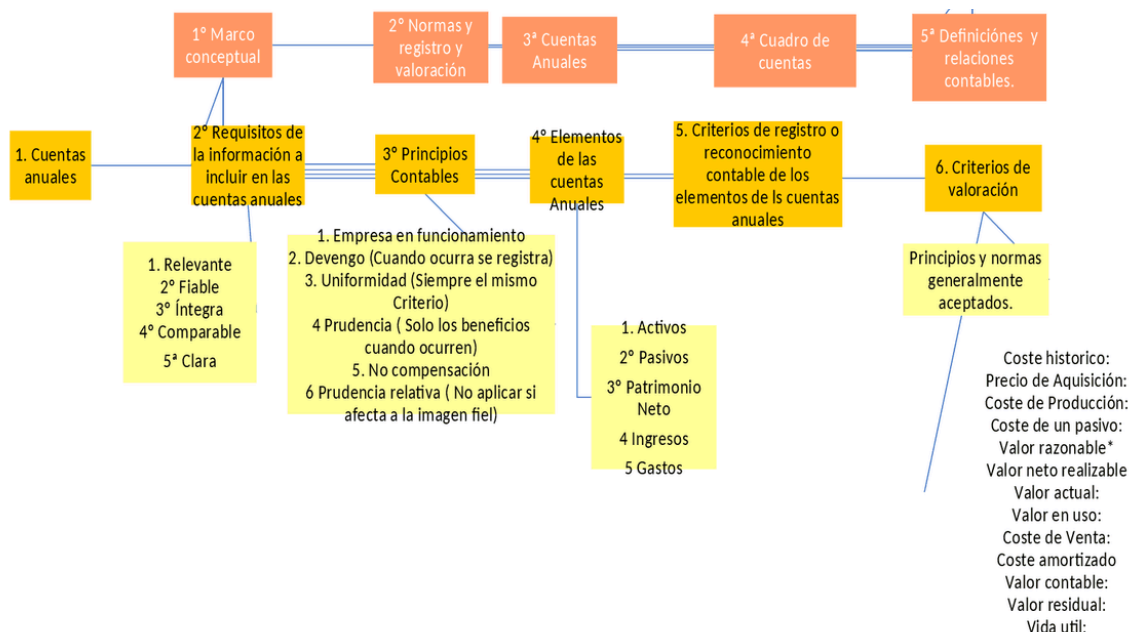 1º Marco
conceptual
2º Normas y
registro y
valoración
3ª Cuentas
Anuales
4ª Cuadro de
cuentas
5ª Definiciónes y
relaciones
contables.
1. Cuentas
anuales
2º Requisitos de
la información a
incluir en las
cuentas anuales
3º Principios
Contables
4º Elementos
de las
cuentas
Anuales
5. Criterios de registro o
reconocimiento
contable de los
elementos de ls cuentas
anuales
6. Criterios de
valoración
1. Relevante
2º Fiable
3º Íntegra
4º Comparable
5ª Clara
1. Empresa en funcionamiento
2. Devengo (Cuando ocurra se registra)
3. Uniformidad (Siempre el mismo
Criterio)
4 Prudencia ( Solo los beneficios
cuando ocurren)
5. No compensación
6 Prudencia relativa ( No aplicar si
afecta a la imagen fiel)
1. Activos
2º Pasivos
3º Patrimonio
Neto
4 Ingresos
5 Gastos
Principios y normas
generalmente
aceptados.
Coste historico:
Precio de Aquisición:
Coste de Producción:
Coste de un pasivo:
Valor razonable*
Valor neto realizable
Valor actual:
Valor en uso:
Coste de Venta:
Coste amortizado
Valor contable:
Valor residual:
Vida util: